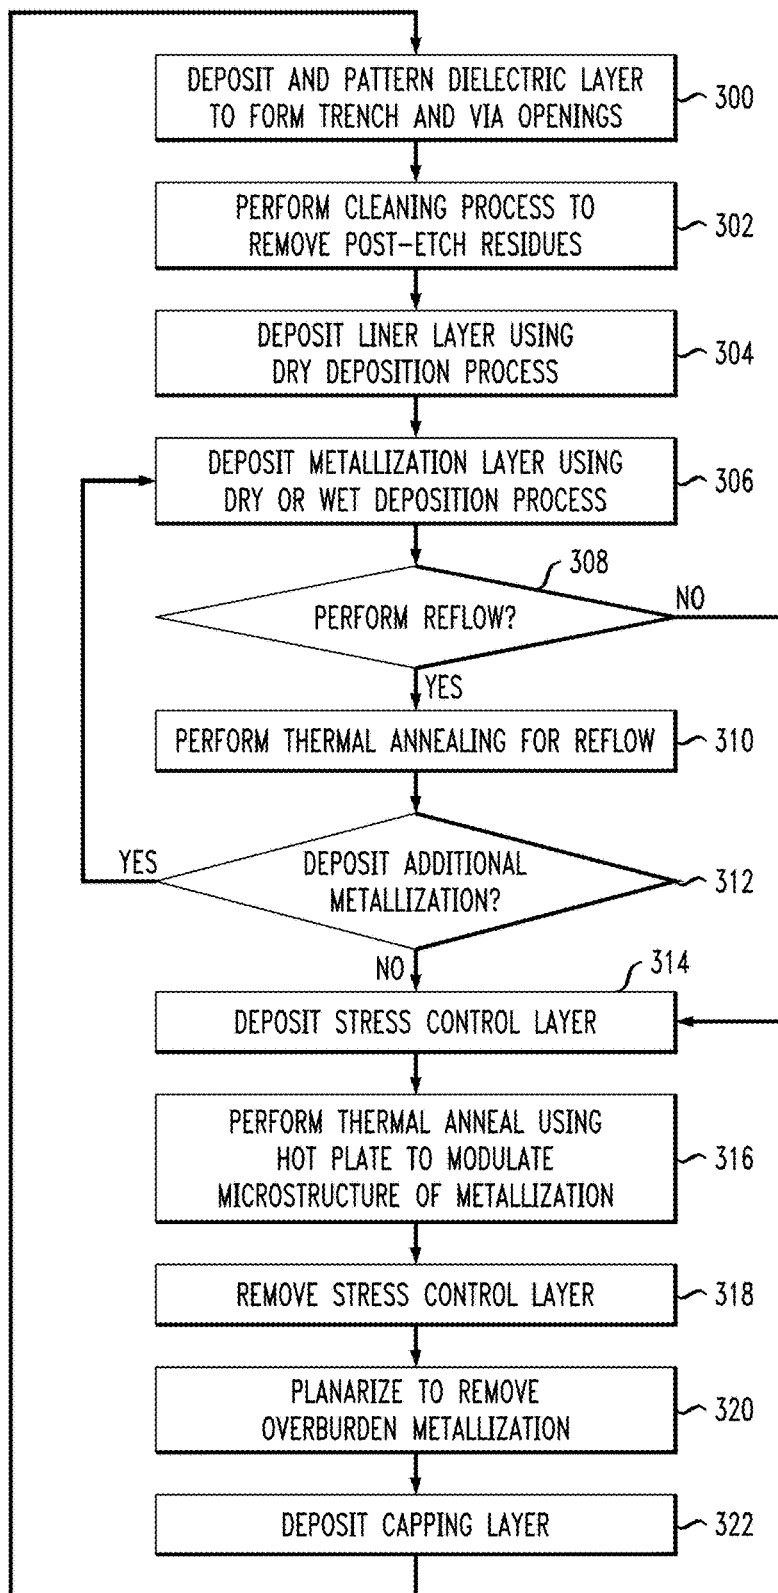 DEPOSIT AND PATTERN DIELECTRIC LAYER
TO FORM TRENCH AND VIA OPENINGS
300
PERFORM CLEANING PROCESS TO
REMOVE POST-ETCH RESIDUES
302
DEPOSIT LINER LAYER USING
DRY DEPOSITION PROCESS
304
DEPOSIT METALLIZATION LAYER USING
DRY OR WET DEPOSITION PROCESS
306
308
PERFORM REFLOW?
NO
YES
PERFORM THERMAL ANNEALING FOR REFLOW
310
YES
DEPOSIT ADDITIONAL
METALLIZATION?
312
NO
314
DEPOSIT STRESS CONTROL LAYER
PERFORM THERMAL ANNEAL USING
HOT PLATE TO MODULATE
MICROSTRUCTURE OF METALLIZATION
316
REMOVE STRESS CONTROL LAYER
318
PLANARIZE TO REMOVE
OVERBURDEN METALLIZATION
320
DEPOSIT CAPPING LAYER
322